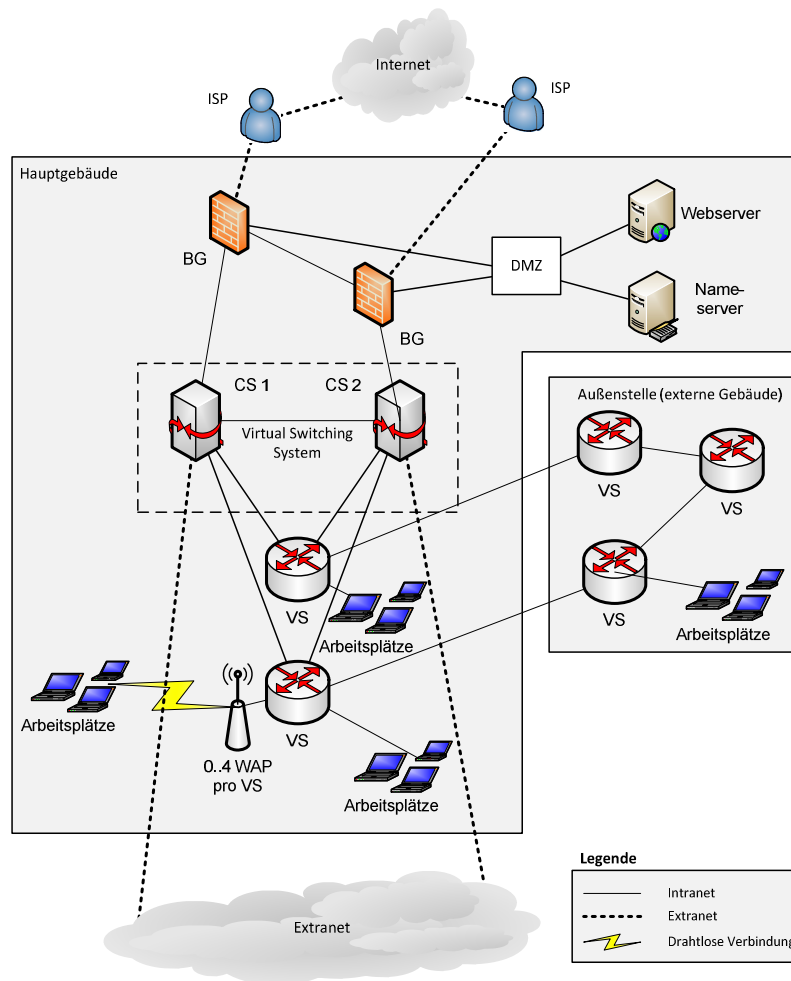 Internet
ISP
ISP
Hauptgebäude
Webserver
BG
DMZ
Name-
server
BG
CS 1
CS 2
Virtual Switching
System
Außenstelle (externe Gebäude)
VS
VS
VS
Arbeitsplätze
VS
Arbeitsplätze
Arbeitsplätze
VS
0..4 WAP
pro VS
Arbeitsplätze
Extranet
Legende
Intranet
Extranet
Drahtlose Verbindung